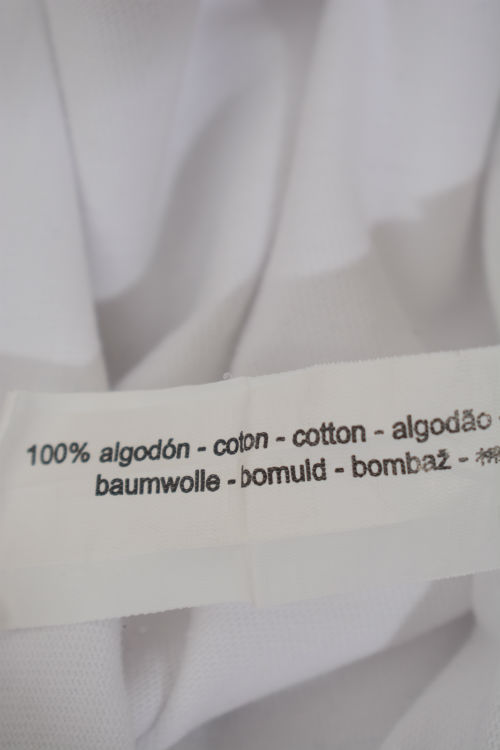 100% algodón - coton - cotton - algodão -
baumwolle - bomuld - bombaž -